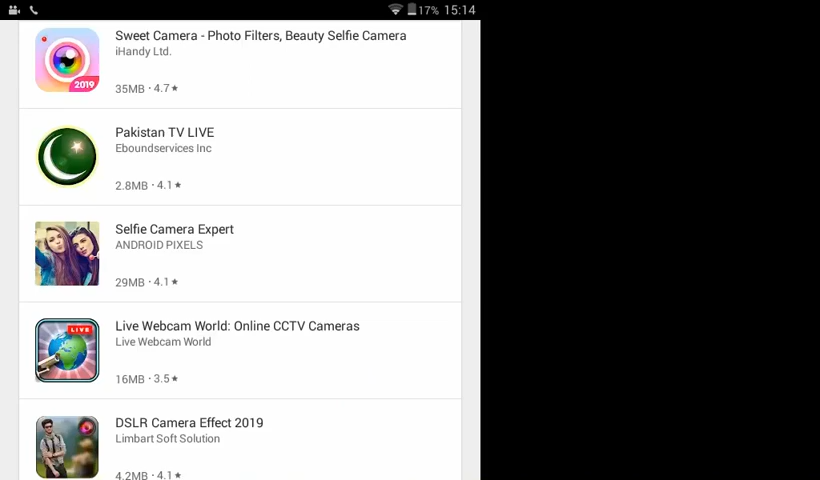 17% 15:14
Sweet Camera - Photo Filters, Beauty Selfie Camera
iHandy Ltd.
2019
35MB · 4.7★
Pakistan TV LIVE
Eboundservices Inc
2.8MB · 4.1★
Selfie Camera Expert
ANDROID PIXELS
29MB · 4.1★
LIVE
Live Webcam World: Online CCTV Cameras
Live Webcam World
16MB · 3.5★
DSLR Camera Effect 2019
Limbart Soft Solution
4.2MB · 4.1★